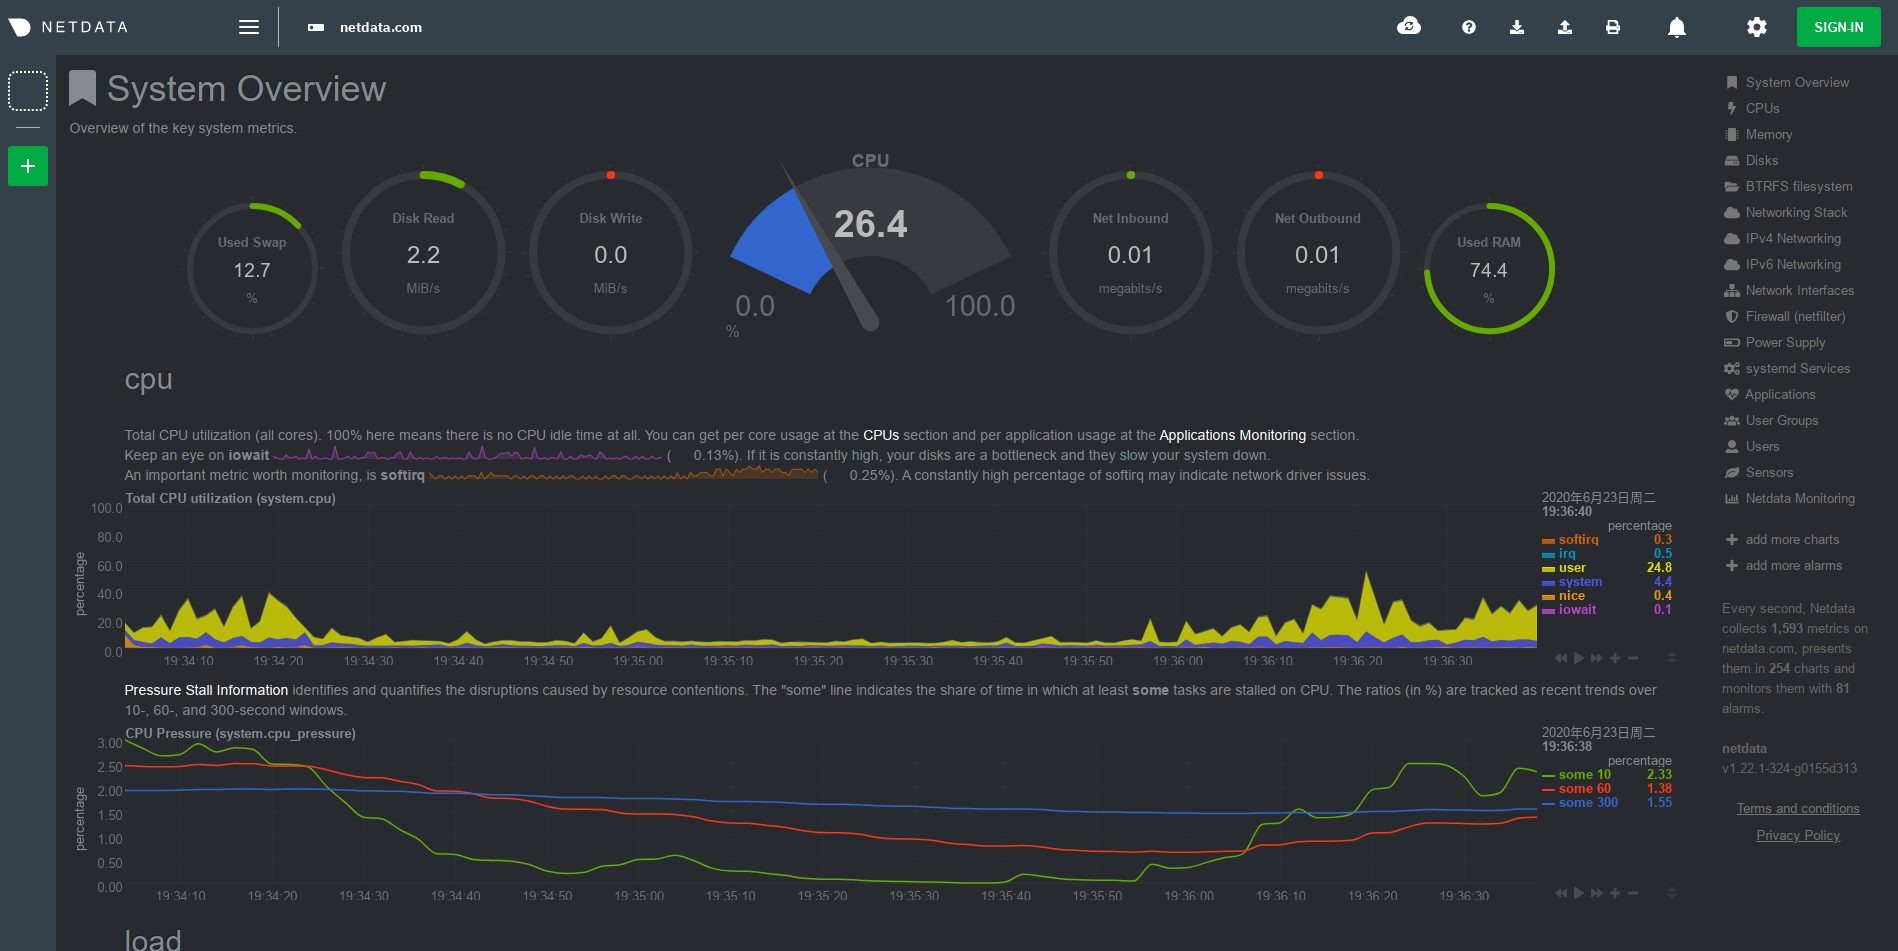 NETDATA
netdata.com
SIGN-IN
System Overview
Overview of the key system metrics.
Used Swap
12.7
%
Disk Read
2.2
MiB/s
Disk Write
0.0
MiB/s
CPU
26.4
0.0
100.0
%
Net Inbound
0.01
megabits/s
Net Outbound
0.01
megabits/s
Used RAM
74.4
%
cpu
Total CPU utilization (all cores). 100% here means there is no CPU idle time at all. You can get per core usage at the CPUs section and per application usage at the Applications Monitoring section.
Keep an eye on iowait ( 0.13%). If it is constantly high, your disks are a bottleneck and they slow your system down.
An important metric worth monitoring, is softirq ( 0.25%). A constantly high percentage of softirq may indicate network driver issues.
Total CPU utilization (system.cpu)
percentage
100.0
80.0
60.0
40.0
20.0
0.0
19:34:10 19:34:20 19:34:30 19:34:40 19:34:50 19:35:00 19:35:10 19:35:20 19:35:30 19:35:40 19:35:50 19:36:00 19:36:10 19:36:20 19:36:30
2020年6月23日周二
19:36:40
percentage
softirq 0.3
irq 0.5
user 24.8
system 4.4
nice 0.4
iowait 0.1
Pressure Stall Information identifies and quantifies the disruptions caused by resource contentions. The "some" line indicates the share of time in which at least some tasks are stalled on CPU. The ratios (in %) are tracked as recent trends over
10-, 60-, and 300-second windows.
CPU Pressure (system.cpu_pressure)
percentage
3.00
2.50
2.00
1.50
1.00
0.50
0.00
19:34:10 19:34:20 19:34:30 19:34:40 19:34:50 19:35:00 19:35:10 19:35:20 19:35:30 19:35:40 19:35:50 19:36:00 19:36:10 19:36:20 19:36:30
2020年6月23日周二
19:36:38
percentage
some 10 2.33
some 60 1.38
some 300 1.55
load
System Overview
CPUs
Memory
Disks
BTRFS filesystem
Networking Stack
IPv4 Networking
IPv6 Networking
Network Interfaces
Firewall (netfilter)
Power Supply
systemd Services
Applications
User Groups
Users
Sensors
Netdata Monitoring
add more charts
add more alarms
Every second, Netdata
collects 1,593 metrics on
netdata.com, presents
them in 254 charts and
monitors them with 81
alarms.
netdata
v1.22.1-324-g0155d313
Terms and conditions
Privacy Policy